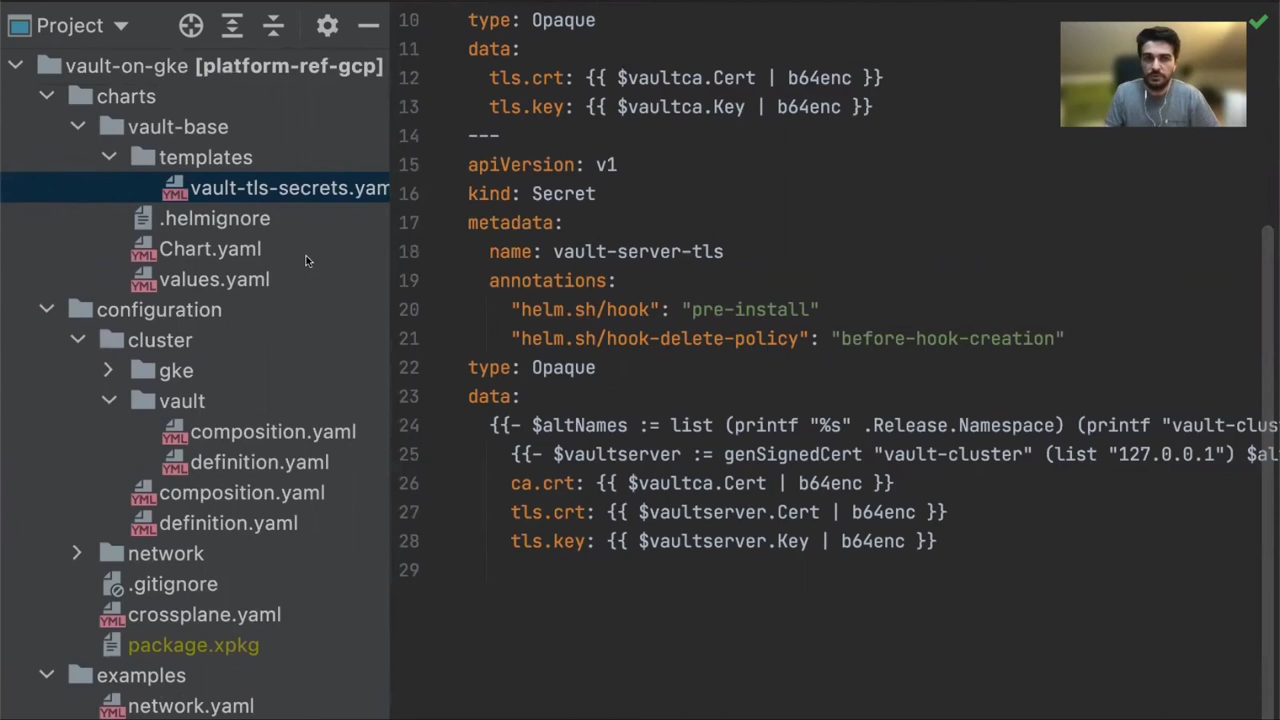 Project
vault-on-gke [platform-ref-gcp]
charts
vault-base
templates
vault-tls-secrets.yam
.helmignore
Chart.yaml
values.yaml
configuration
cluster
gke
vault
composition.yaml
definition.yaml
composition.yaml
definition.yaml
network
.gitignore
crossplane.yaml
package.xpkg
examples
network.yaml
10 type: Opaque
11 data:
12 tls.crt: {{ $vaultca.Cert | b64enc }}
13 tls.key: {{ $vaultca.Key | b64enc }}
14 ---
15 apiVersion: v1
16 kind: Secret
17 metadata:
18 name: vault-server-tls
19 annotations:
20 "helm.sh/hook": "pre-install"
21 "helm.sh/hook-delete-policy": "before-hook-creation"
22 type: Opaque
23 data:
24 {{- $altNames := list (printf "%s" .Release.Namespace) (printf "vault-clus
25 {{- $vaultserver := genSignedCert "vault-cluster" (list "127.0.0.1") $al
26 ca.crt: {{ $vaultca.Cert | b64enc }}
27 tls.crt: {{ $vaultserver.Cert | b64enc }}
28 tls.key: {{ $vaultserver.Key | b64enc }}
29